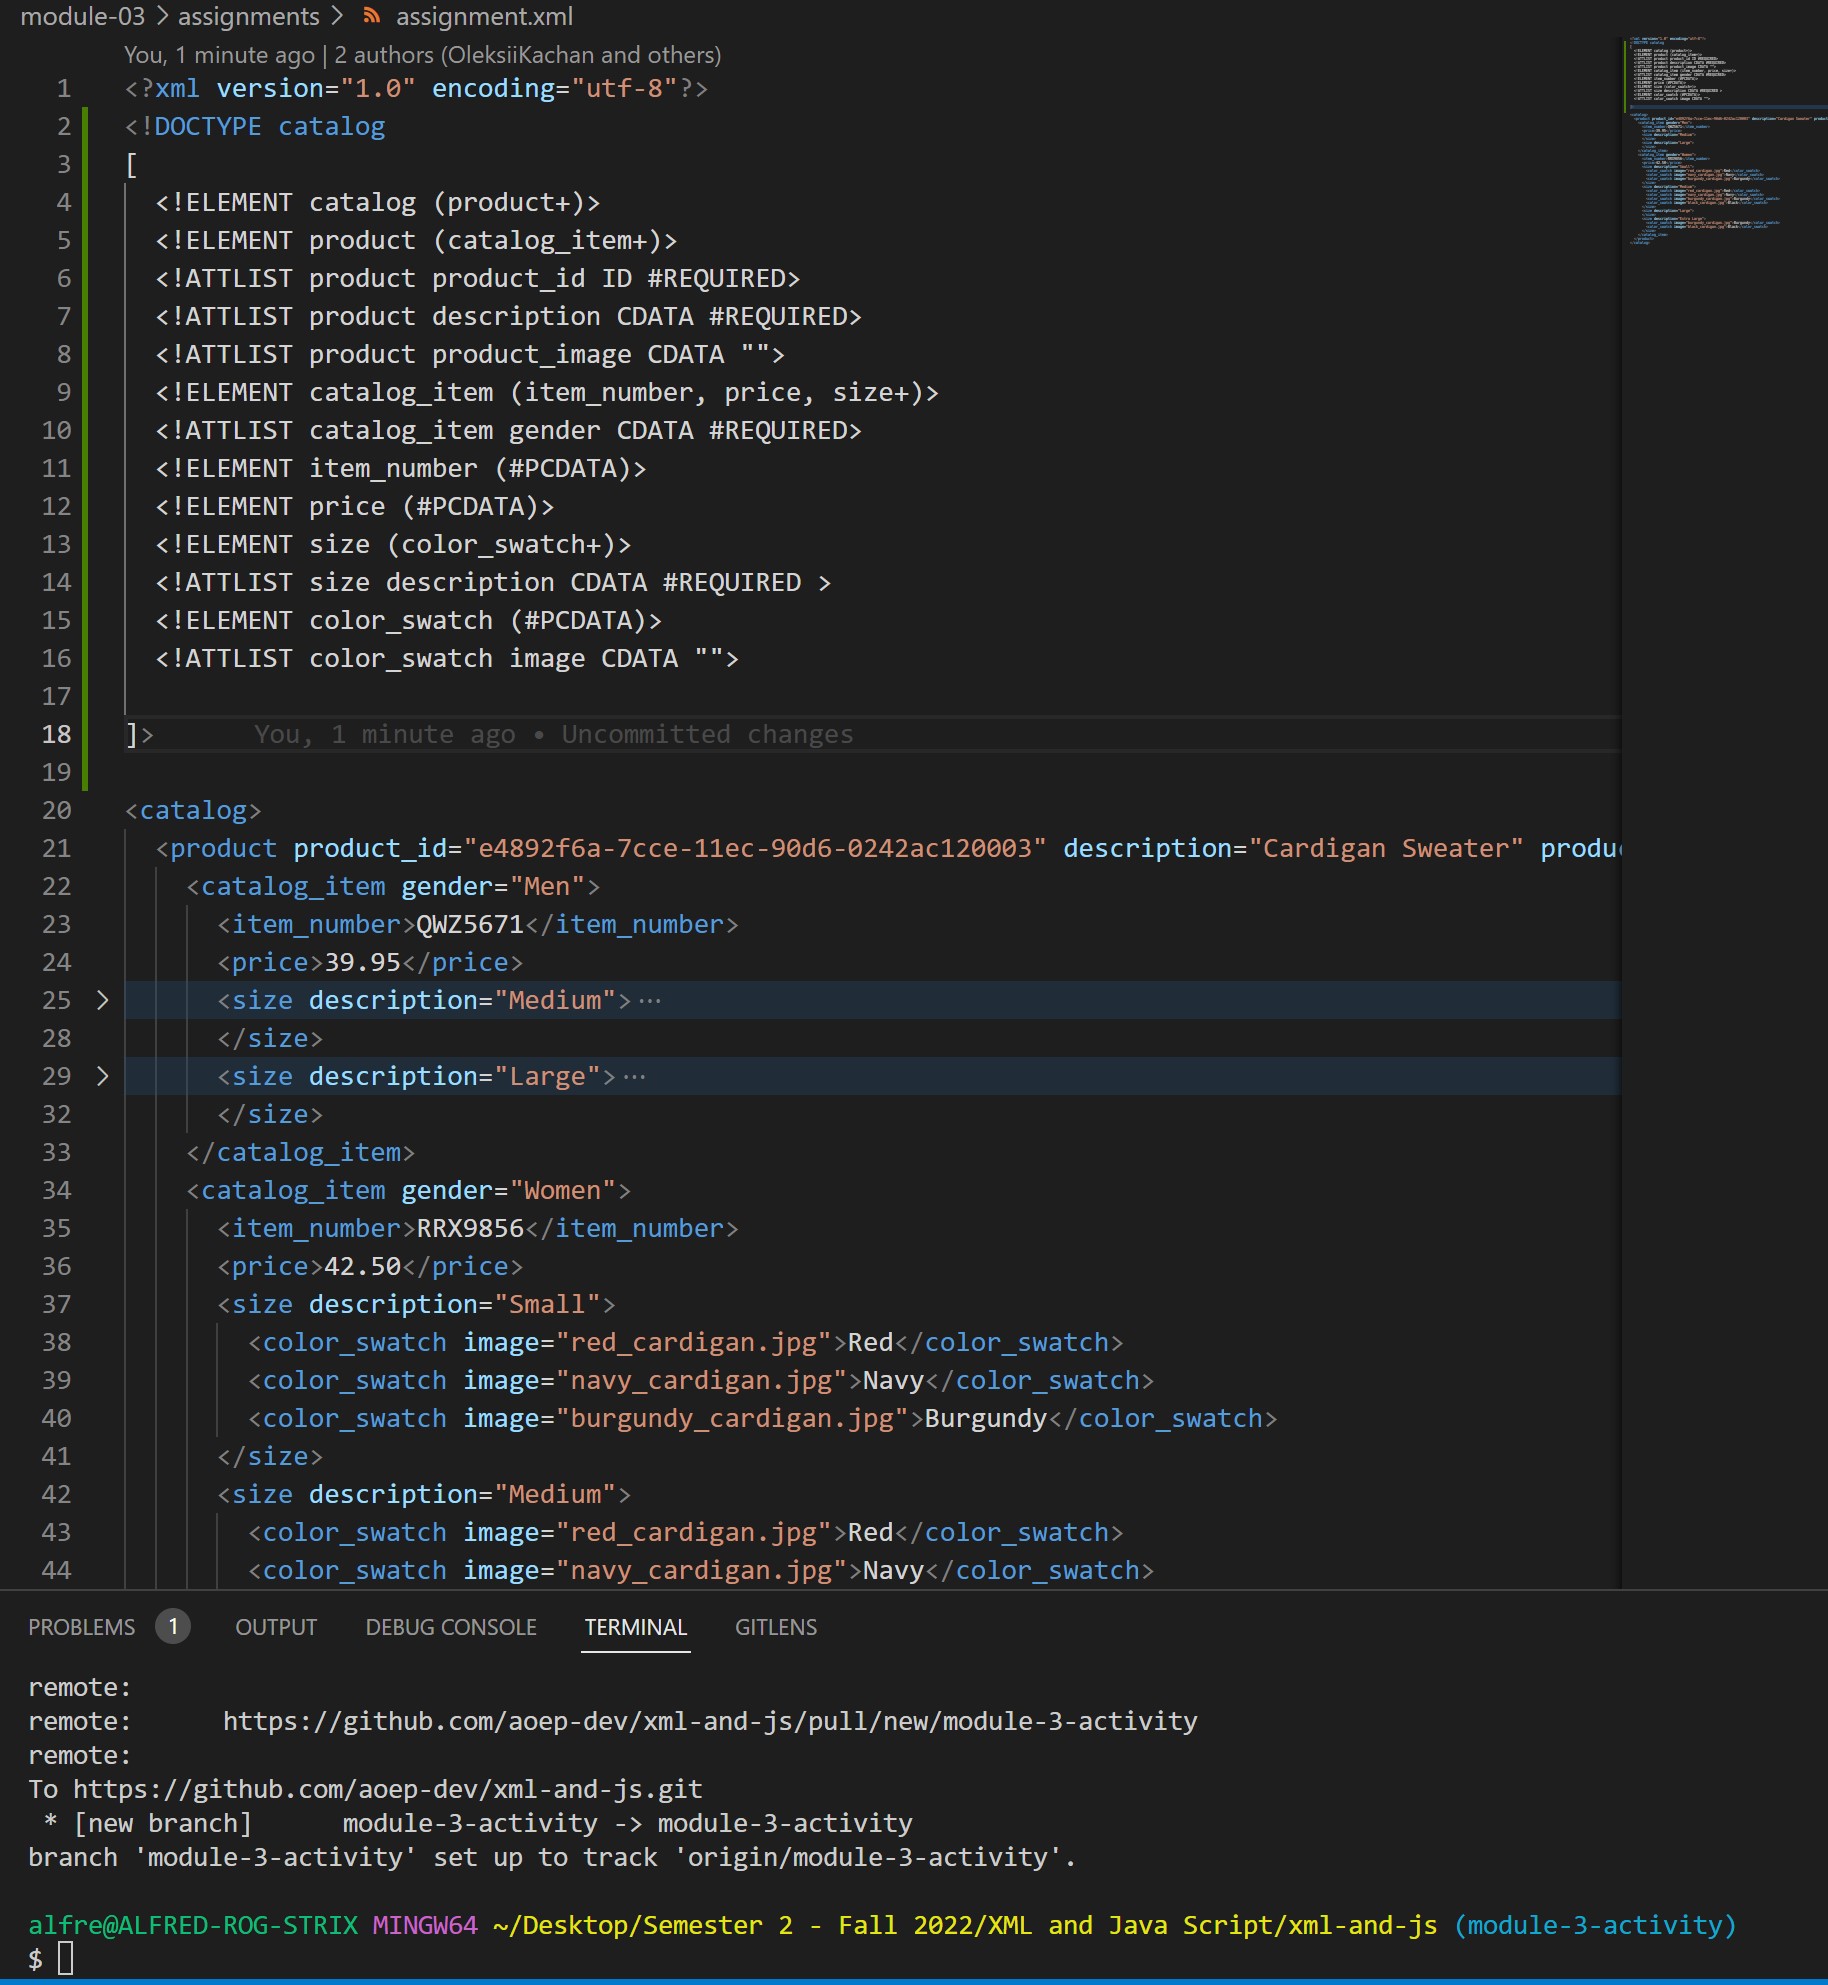 module-03 > assignments > assignment.xml
You, 1 minute ago | 2 authors (OleksiiKachan and others)
1 <?xml version="1.0" encoding="utf-8"?>
2 <!DOCTYPE catalog
3 [
4 <!ELEMENT catalog (product+)>
5 <!ELEMENT product (catalog_item+)>
6 <!ATTLIST product product_id ID #REQUIRED>
7 <!ATTLIST product description CDATA #REQUIRED>
8 <!ATTLIST product product_image CDATA "">
9 <!ELEMENT catalog_item (item_number, price, size+)>
10 <!ATTLIST catalog_item gender CDATA #REQUIRED>
11 <!ELEMENT item_number (#PCDATA)>
12 <!ELEMENT price (#PCDATA)>
13 <!ELEMENT size (color_swatch+)>
14 <!ATTLIST size description CDATA #REQUIRED >
15 <!ELEMENT color_swatch (#PCDATA)>
16 <!ATTLIST color_swatch image CDATA "">
17
18 ]> You, 1 minute ago • Uncommitted changes
19
20 <catalog>
21 <product product_id="e4892f6a-7cce-11ec-90d6-0242ac120003" description="Cardigan Sweater" produ
22 <catalog_item gender="Men">
23 <item_number>QWZ5671</item_number>
24 <price>39.95</price>
25 > <size description="Medium">···
28 </size>
29 > <size description="Large">···
32 </size>
33 </catalog_item>
34 <catalog_item gender="Women">
35 <item_number>RRX9856</item_number>
36 <price>42.50</price>
37 <size description="Small">
38 <color_swatch image="red_cardigan.jpg">Red</color_swatch>
39 <color_swatch image="navy_cardigan.jpg">Navy</color_swatch>
40 <color_swatch image="burgundy_cardigan.jpg">Burgundy</color_swatch>
41 </size>
42 <size description="Medium">
43 <color_swatch image="red_cardigan.jpg">Red</color_swatch>
44 <color_swatch image="navy_cardigan.jpg">Navy</color_swatch>
PROBLEMS 1 OUTPUT DEBUG CONSOLE TERMINAL GITLENS
remote:
remote:      https://github.com/aoep-dev/xml-and-js/pull/new/module-3-activity
remote:
To https://github.com/aoep-dev/xml-and-js.git
* [new branch]      module-3-activity -> module-3-activity
branch 'module-3-activity' set up to track 'origin/module-3-activity'.
alfre@ALFRED-ROG-STRIX MINGW64 ~/Desktop/Semester 2 - Fall 2022/XML and Java Script/xml-and-js (module-3-activity)
$